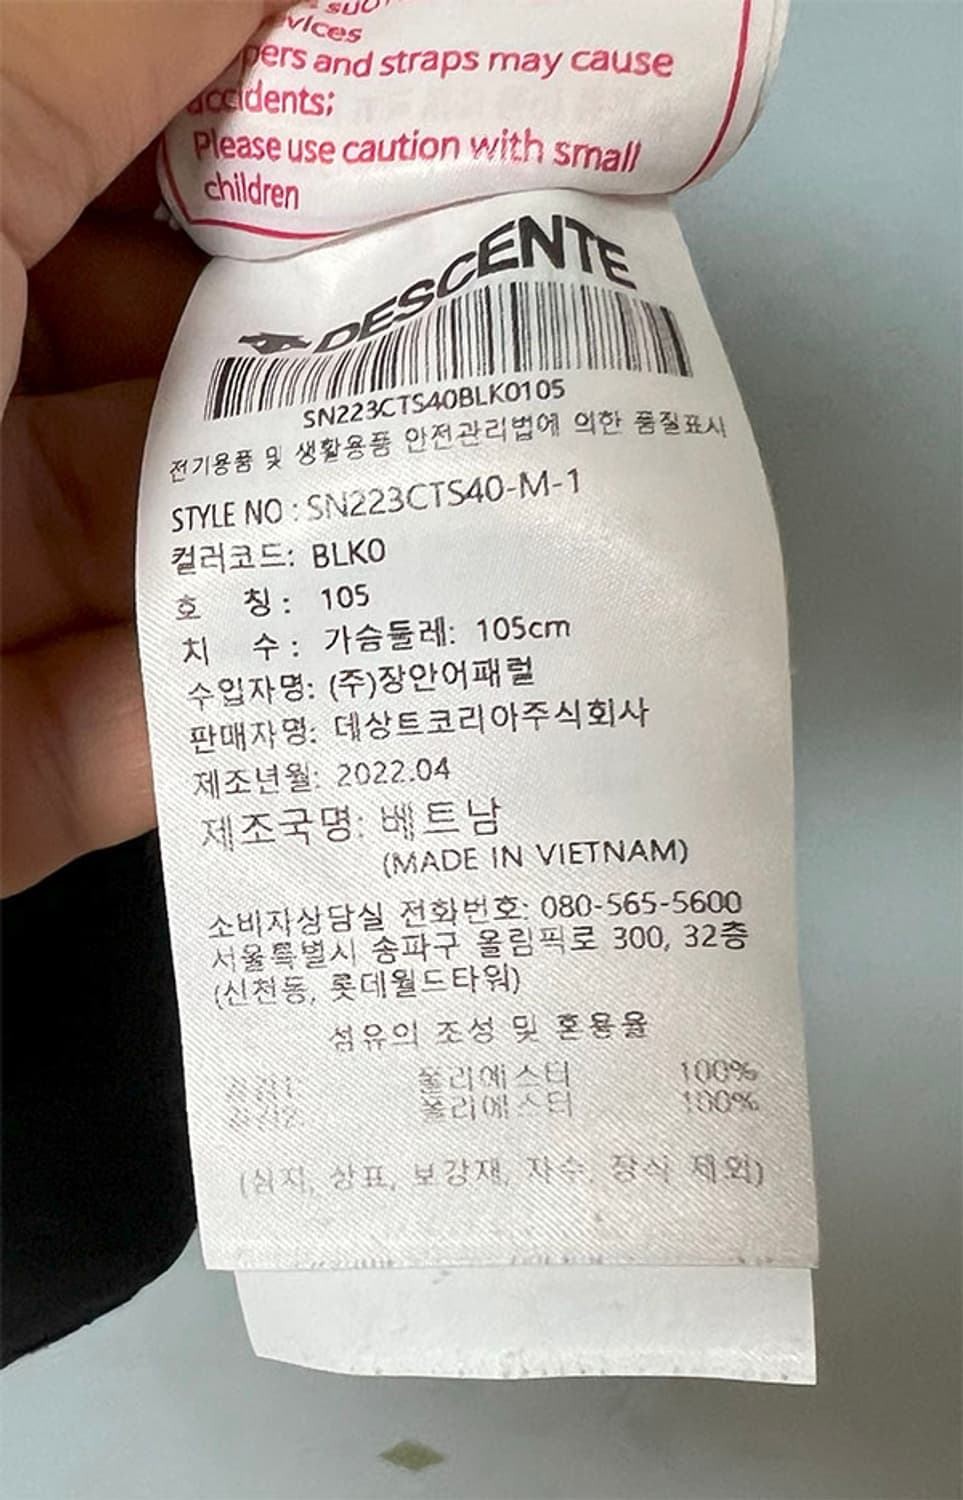 vices
and straps may cause
accidents;
Please use caution with small
children
DESCENTE
SN223CTS40BLK0105
전기용품 및 생활용품 안전관리법에 의한 품질표시
STYLE NO : SN223CTS40-M-1
컬러코드: BLK0
호 칭 : 105
치 수 : 가슴둘레: 105cm
수입자명: (주)장안어패럴
판매자명: 데상트코리아주식회사
제조년월: 2022.04
제조국명: 베트남
(MADE IN VIETNAM)
소비자상담실 전화번호: 080-565-5600
서울특별시 송파구 올림픽로 300, 32층
(신천동, 롯데월드타워)
섬유의 조성 및 혼용율
폴리에스터 100%
폴리에스터 100%
(심지, 상표, 보강재, 자수, 장식 제외)